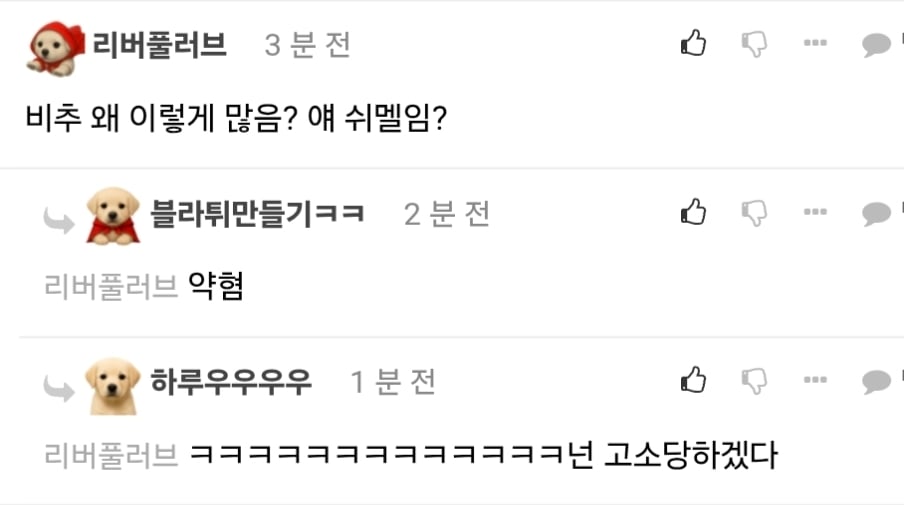 리버풀러브 3 분 전
비추 왜 이렇게 많음? 얘 쉬멜임?
블라튀만들기ㅋㅋ 2 분 전
리버풀러브 약혐
하루우우우우 1 분 전
리버풀러브 ㅋㅋㅋㅋㅋㅋㅋㅋㅋㅋㅋㅋㅋ넌 고소당하겠다